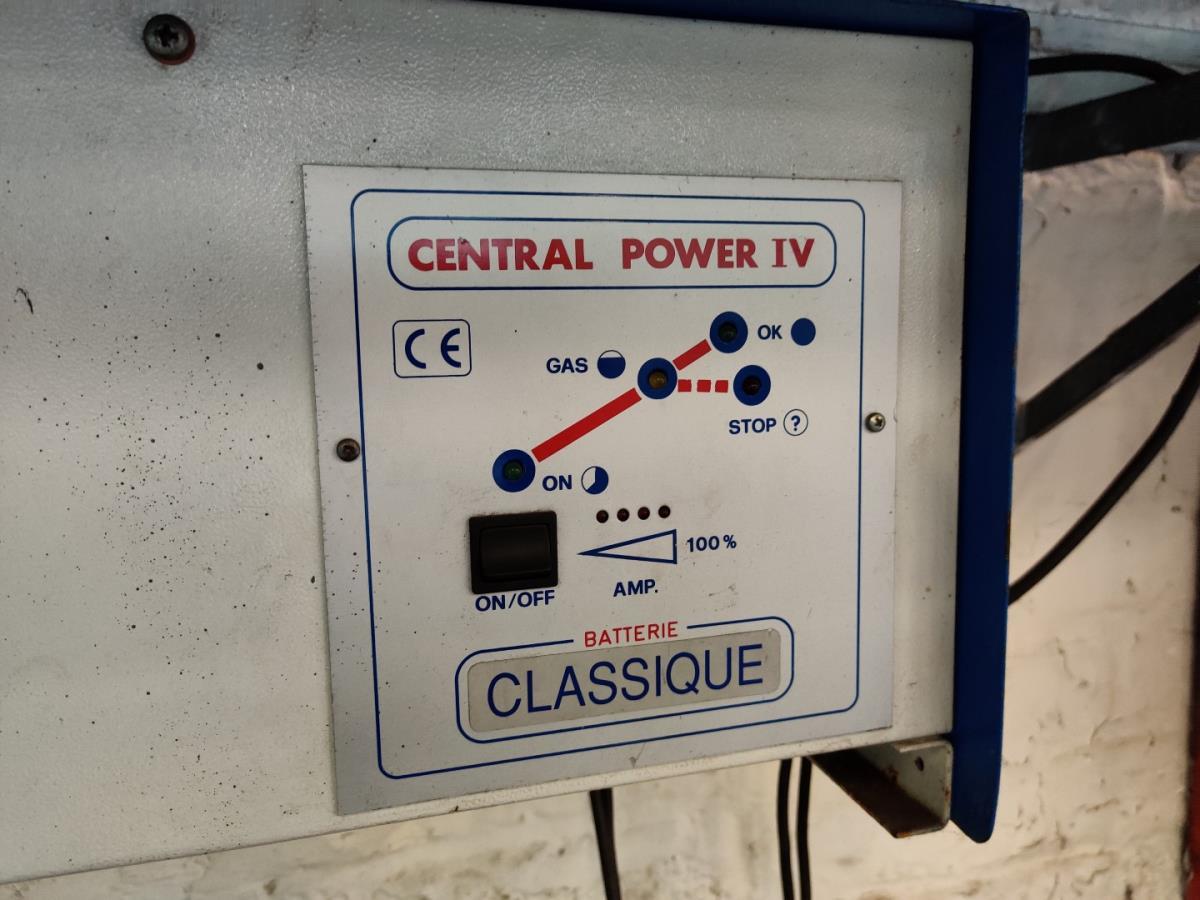 CENTRAL POWER IV
CE
OK
GAS
STOP ?
ON
100 %
ON/OFF
AMP.
BATTERIE
CLASSIQUE